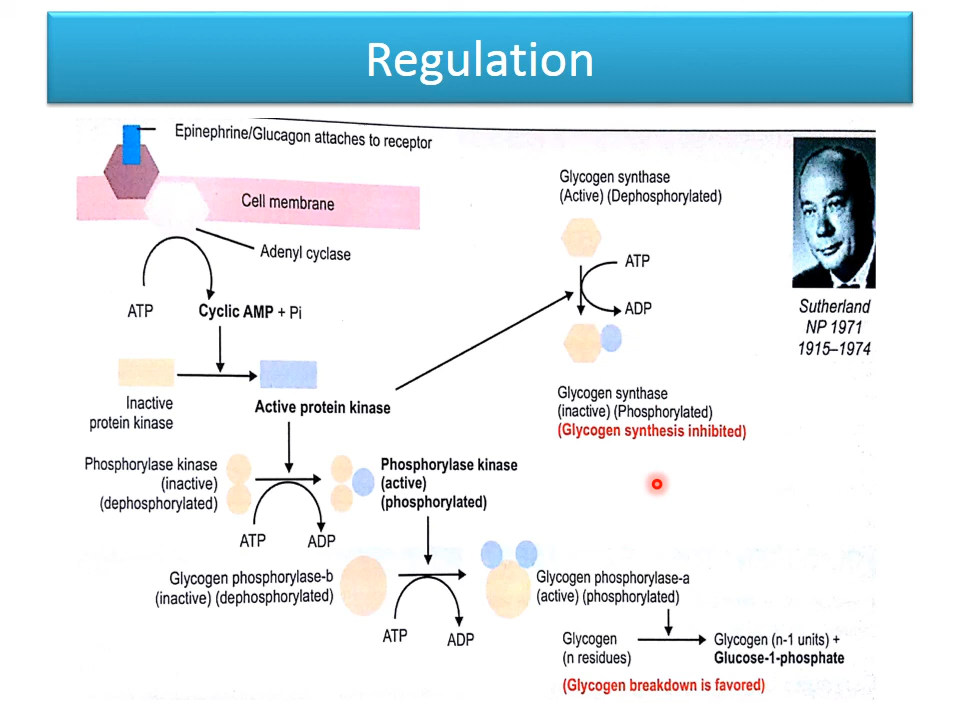 Regulation
Epinephrine/Glucagon attaches to receptor
Cell membrane
Adenyl cyclase
ATP
Cyclic AMP + Pi
Inactive
protein kinase
Active protein kinase
Glycogen synthase
(Active) (Dephosphorylated)
ATP
ADP
Glycogen synthase
(inactive) (Phosphorylated)
(Glycogen synthesis inhibited)
Sutherland
NP 1971
1915–1974
Phosphorylase kinase
(inactive)
(dephosphorylated)
ATP
ADP
Phosphorylase kinase
(active)
(phosphorylated)
Glycogen phosphorylase-b
(inactive) (dephosphorylated)
ATP
ADP
Glycogen phosphorylase-a
(active) (phosphorylated)
Glycogen
(n residues)
Glycogen (n-1 units) +
Glucose-1-phosphate
(Glycogen breakdown is favored)